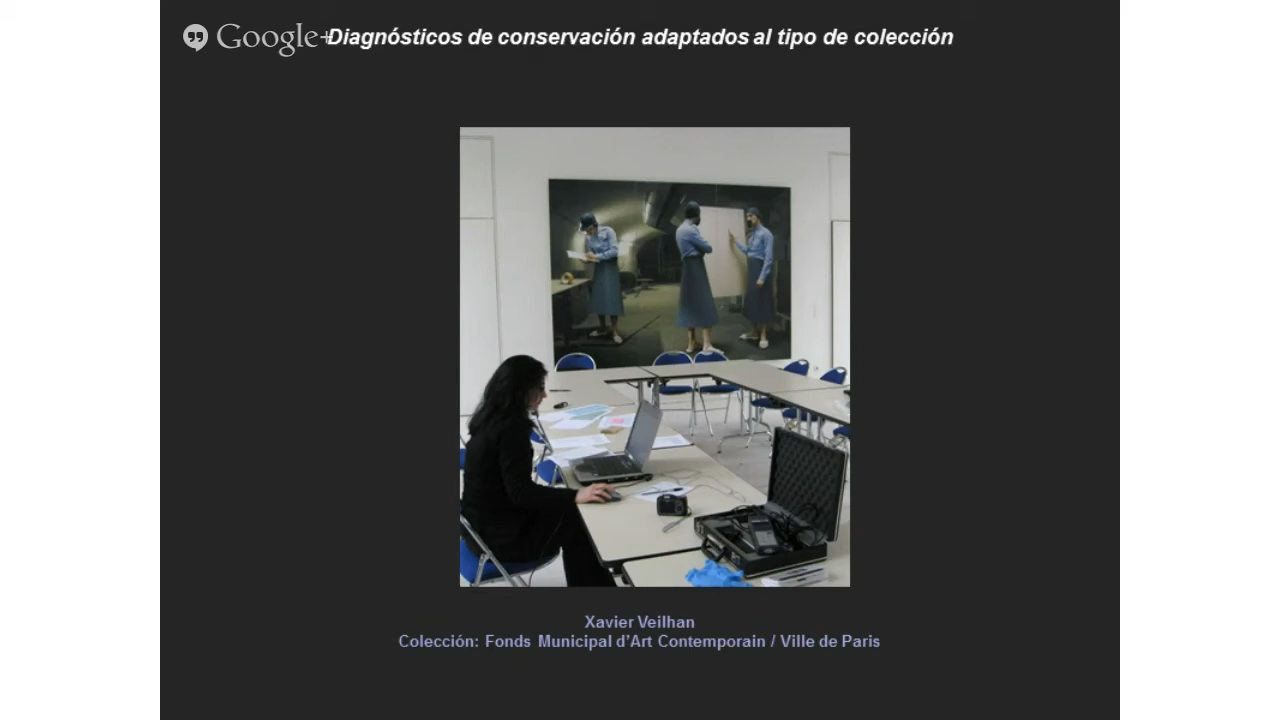 Google+
Diagnósticos de conservación adaptados al tipo de colección
Xavier Veilhan
Colección: Fonds Municipal d'Art Contemporain / Ville de Paris